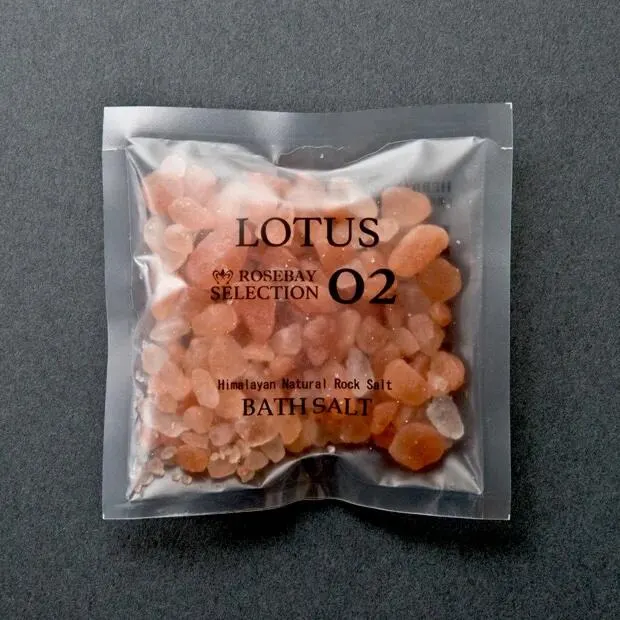 LOTUS
ROSEBAY
SELECTION 02
Himalayan Natural Rock Salt
BATH SALT